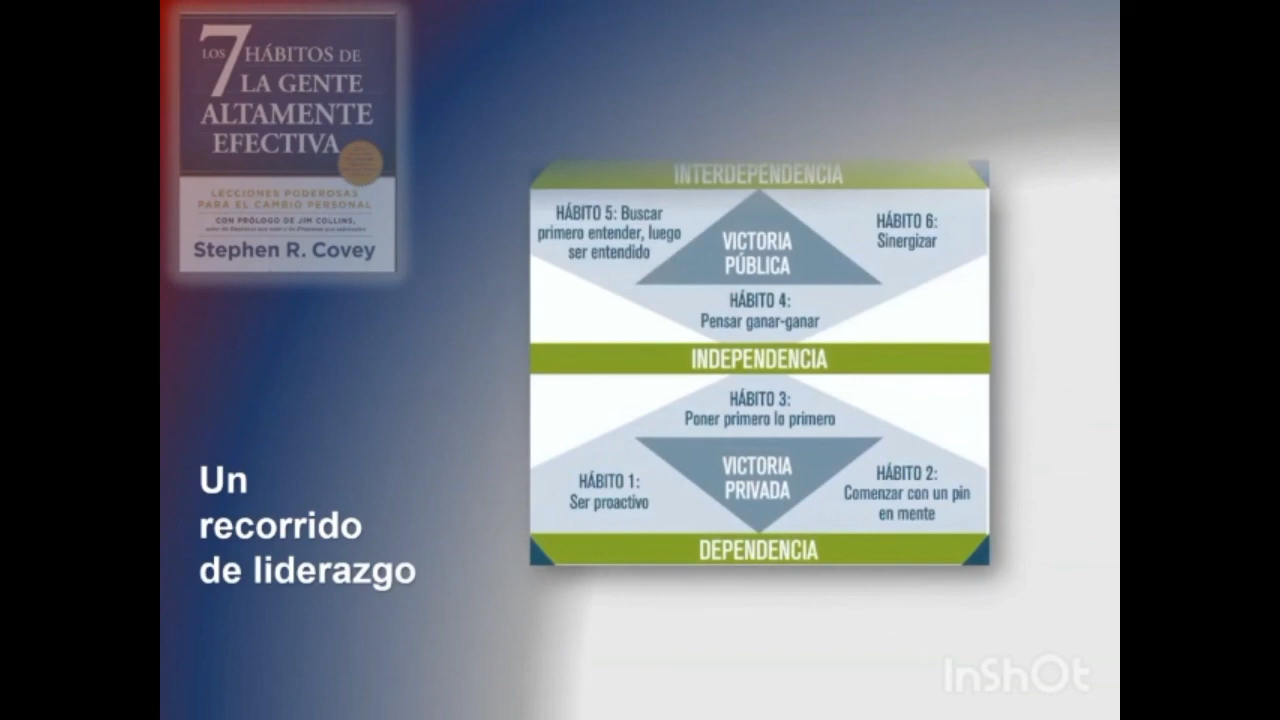 LOS 7 HÁBITOS DE
LA GENTE
ALTAMENTE
EFECTIVA
LECCIONES PODEROSAS
PARA EL CAMBIO PERSONAL
CON PRÓLOGO DE JIM COLLINS,
Stephen R. Covey
Un
recorrido
de liderazgo
INTERDEPENDENCIA
HÁBITO 5: Buscar
primero entender, luego
ser entendido
VICTORIA
PÚBLICA
HÁBITO 6:
Sinergizar
HÁBITO 4:
Pensar ganar-ganar
INDEPENDENCIA
HÁBITO 3:
Poner primero lo primero
HÁBITO 1:
Ser proactivo
VICTORIA
PRIVADA
HÁBITO 2:
Comenzar con un pin
en mente
DEPENDENCIA
InShOt